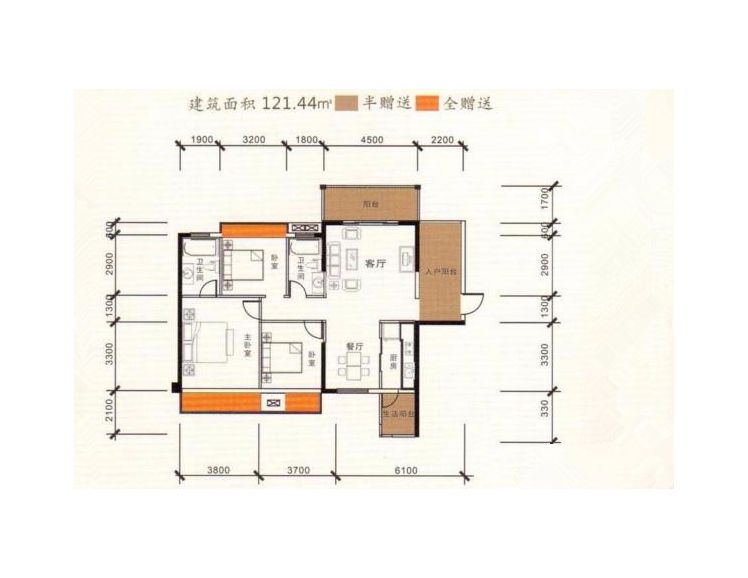 建筑面积 121.44㎡ 半赠送 全赠送
1900 3200 1800 4500 2200
阳台
1700
600
600
卫生间
卧室
卫生间
客厅
入户阳台
2900
2900
1300
1300
主卧室
卧室
餐厅
厨房
3300
3300
生活阳台
2100
330
3800 3700 6100